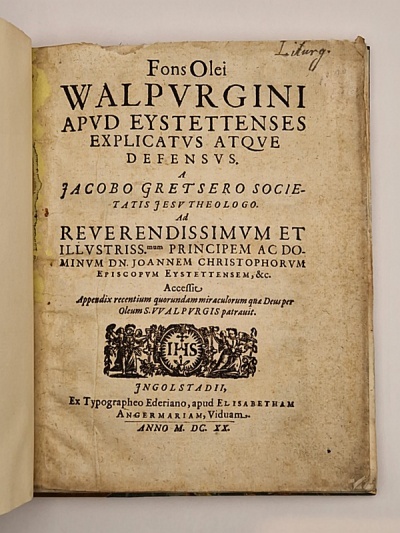 Liturg.
Fons Olei
WALPVRGINI
APVD EYSTETTENSES
EXPLICATVS ATQVE
DEFENSVS.
A
JACOBO GRETSERO SOCIE-
TATIS JESV THEOLOGO.
Ad
REVERENDISSIMVM ET
ILLVSTRISS.mum PRINCIPEM AC DO-
MINVM DN. JOANNEM CHRISTOPHORVM
EPISCOPVM EYSTETTENSEM, &c.
Accessit
Appendix recentium quorundam miraculorum quæ Deus per
Oleum S. VVALPVRGIS patravit.
IHS
JNGOLSTADII,
Ex Typographeo Ederiano, apud ELISABETHAM
ANGERMARIAM, Viduam.
ANNO M. DC. XX.